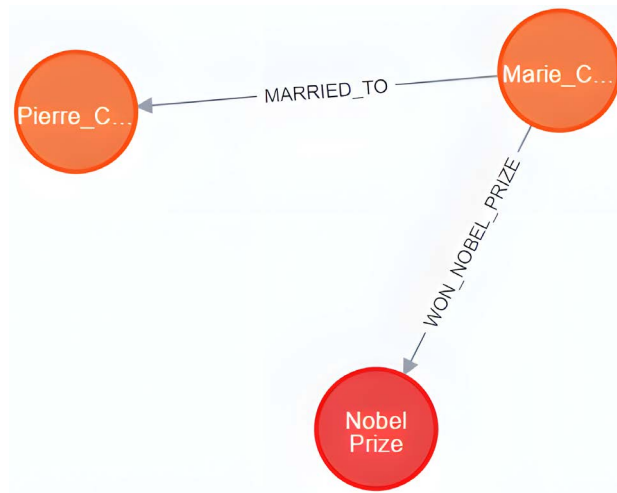 Pierre_C...
MARRIED_TO
Marie_C...
WON_NOBEL_PRIZE
Nobel
Prize